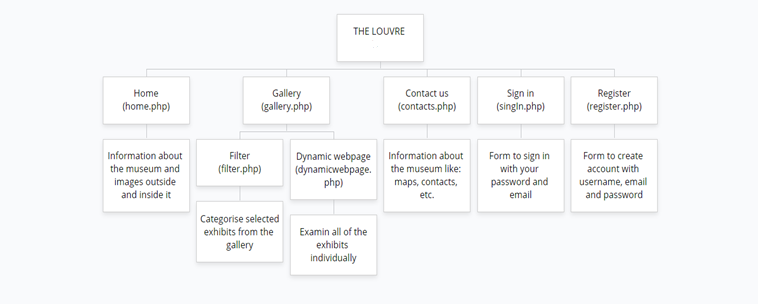 THE LOUVRE
Home
(home.php)
Gallery
(gallery.php)
Contact us
(contacts.php)
Sign in
(singIn.php)
Register
(register.php)
Information about
the museum and
images outside
and inside it
Filter
(filter.php)
Dynamic webpage
(dynamicwebpage.
php)
Information about
the museum like:
maps, contacts,
etc.
Form to sign in
with your
password and
email
Form to create
account with
username, email
and password
Categorise selected
exhibits from the
gallery
Examin all of the
exhibits
individually